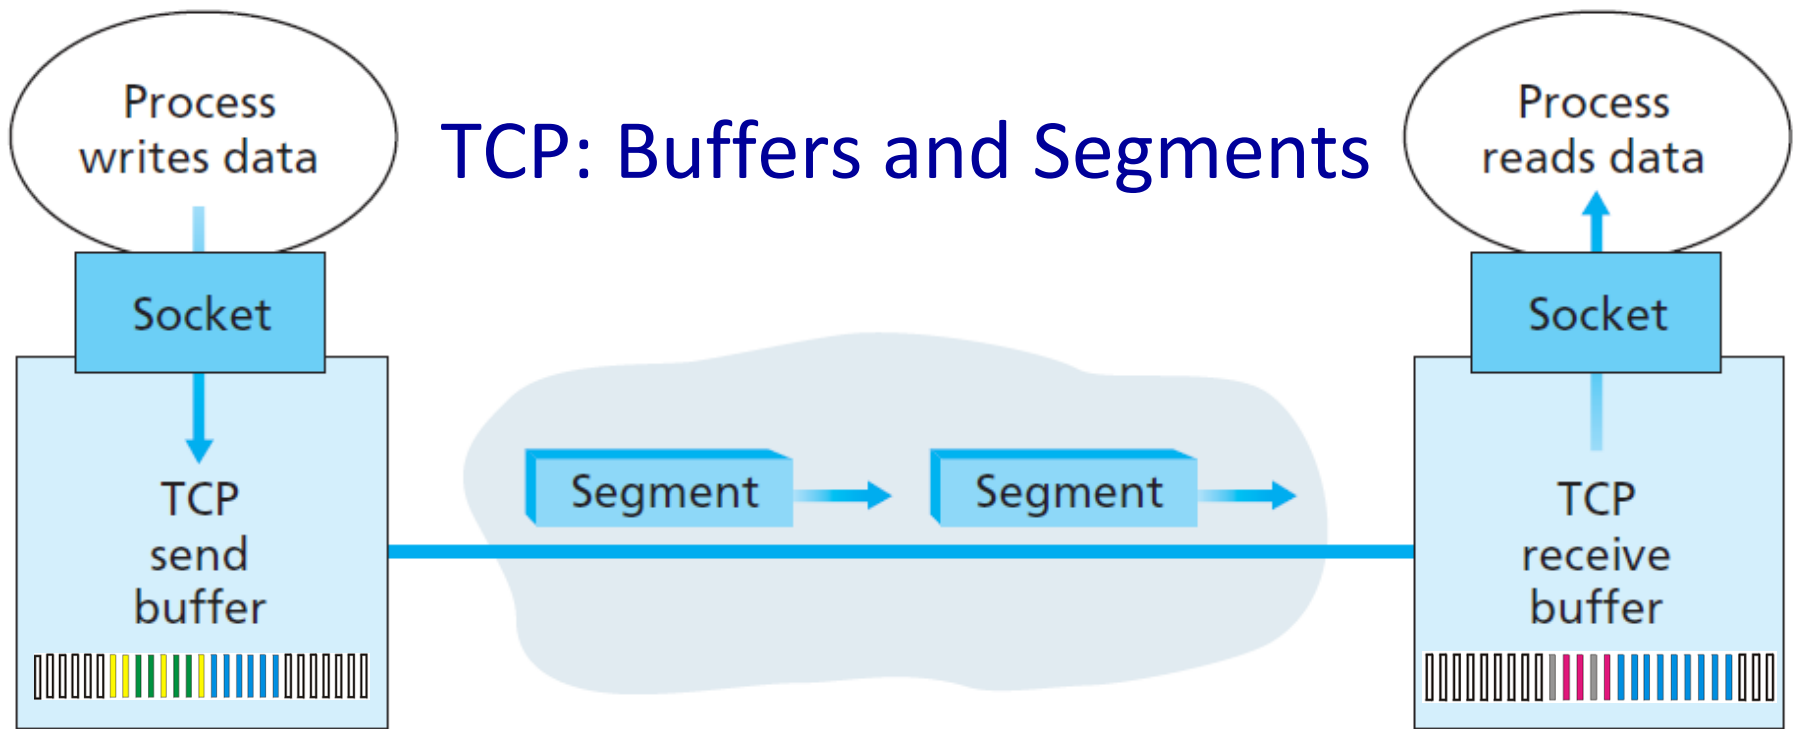 Process
writes data
TCP: Buffers and Segments
Process
reads data
Socket
Socket
Segment
Segment
TCP
send
buffer
TCP
receive
buffer